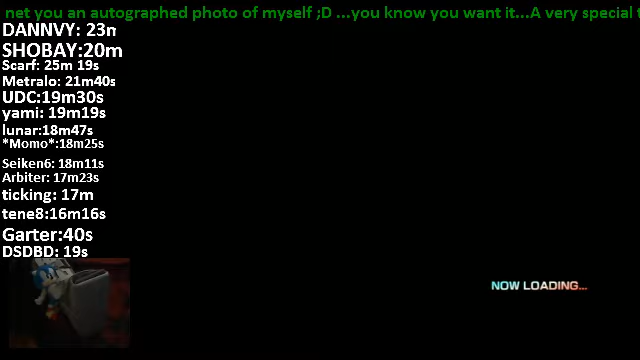 net you an autographed photo of myself ;D ...you know you want it...A very special
DANNVY: 23m
SHOBAY:20m
Scarf: 25m 19s
Metralo: 21m40s
UDC:19m30s
yami: 19m19s
lunar:18m47s
*Momo*:18m25s
Seiken6: 18m11s
Arbiter: 17m23s
ticking: 17m
tene8:16m16s
Garter:40s
DSDBD: 19s
NOW LOADING...